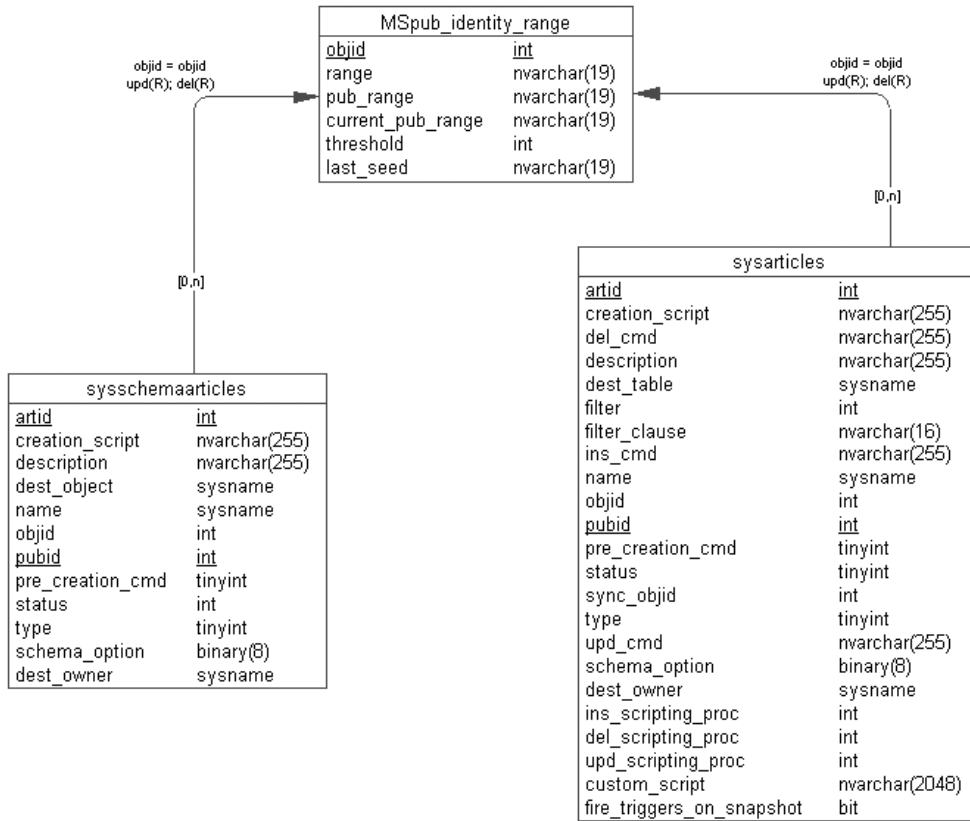 MSpub_identity_range
objid int
range nvarchar(19)
pub_range nvarchar(19)
current_pub_range nvarchar(19)
threshold int
last_seed nvarchar(19)
objid = objid
upd(R); del(R)
objid = objid
upd(R); del(R)
[0,n]
[0,n]
sysschemaarticles
artid int
creation_script nvarchar(255)
description nvarchar(255)
dest_object sysname
name sysname
objid int
pubid int
pre_creation_cmd tinyint
status int
type tinyint
schema_option binary(8)
dest_owner sysname
sysarticles
artid int
creation_script nvarchar(255)
del_cmd nvarchar(255)
description nvarchar(255)
dest_table sysname
filter int
filter_clause nvarchar(16)
ins_cmd nvarchar(255)
name sysname
objid int
pubid int
pre_creation_cmd tinyint
status tinyint
sync_objid int
type tinyint
upd_cmd nvarchar(255)
schema_option binary(8)
dest_owner sysname
ins_scripting_proc int
del_scripting_proc int
upd_scripting_proc int
custom_script nvarchar(2048)
fire_triggers_on_snapshot bit